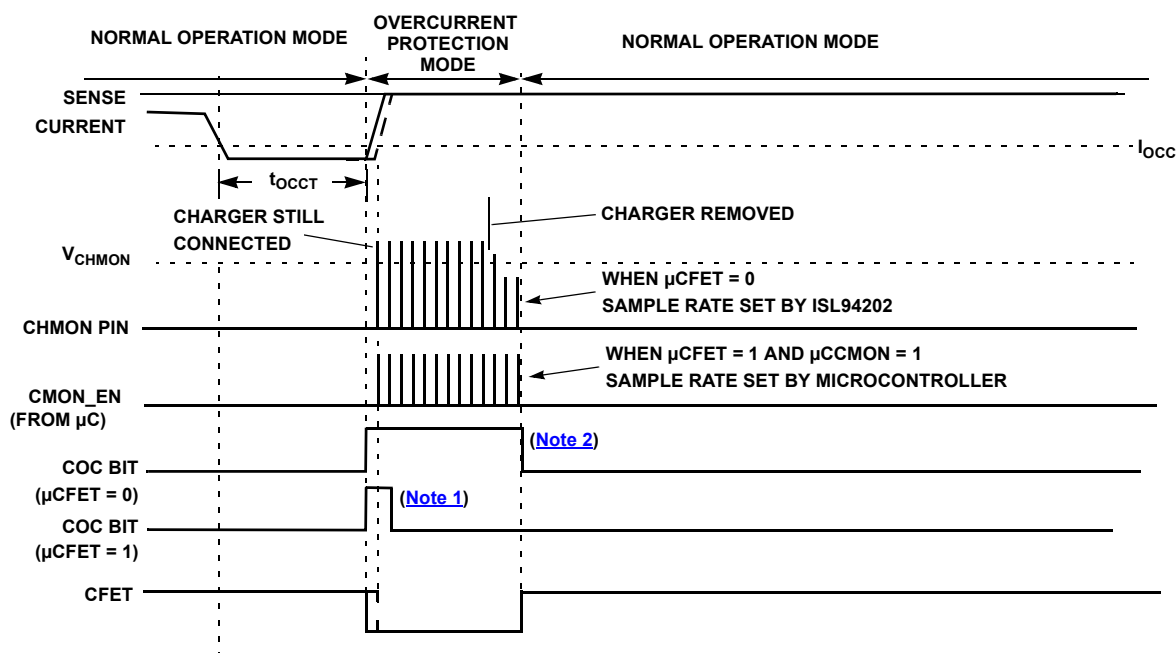 NORMAL OPERATION MODE
OVERCURRENT
PROTECTION
MODE
NORMAL OPERATION MODE
SENSE
CURRENT
IOCC
tOCCT
CHARGER STILL
CONNECTED
CHARGER REMOVED
VCHMON
WHEN µCFET = 0
SAMPLE RATE SET BY ISL94202
CHMON PIN
WHEN µCFET = 1 AND µCCMON = 1
SAMPLE RATE SET BY MICROCONTROLLER
CMON_EN
(FROM µC)
(Note 2)
COC BIT
(µCFET = 0)
(Note 1)
COC BIT
(µCFET = 1)
CFET